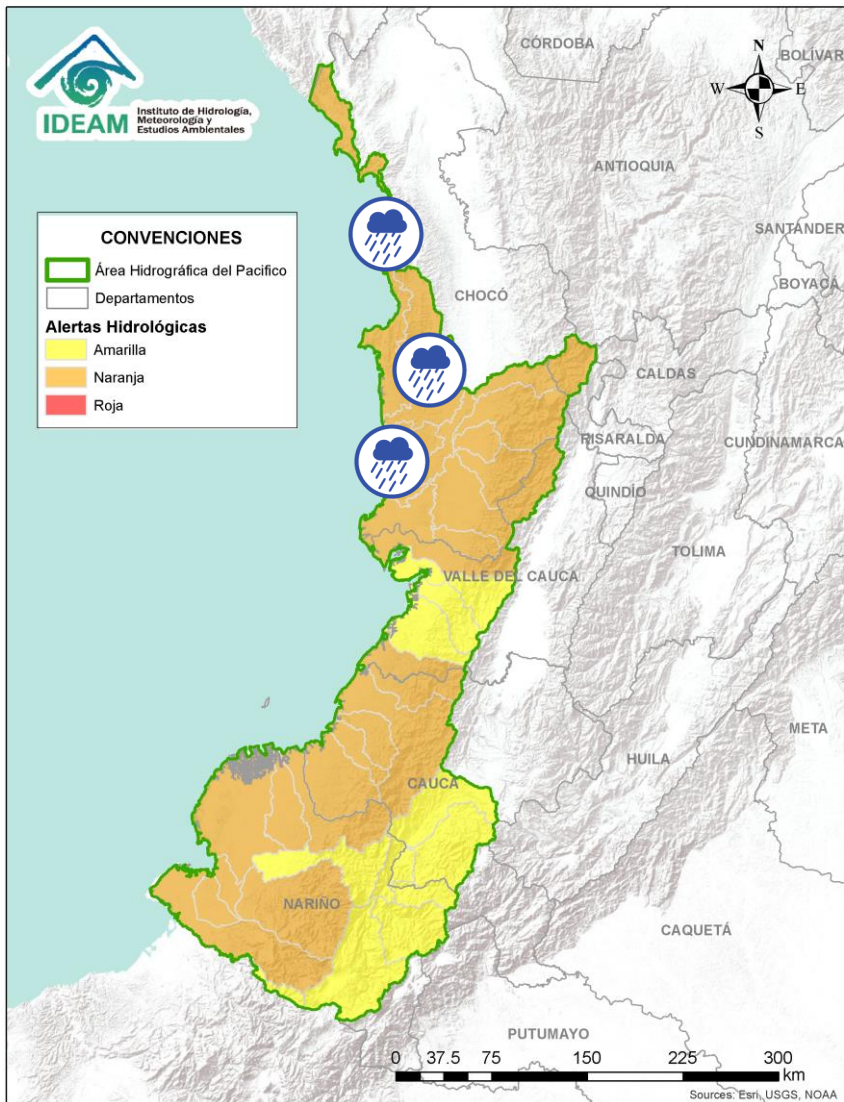 IDEAM
Instituto de Hidrología,
Meteorología y
Estudios Ambientales
CÓRDOBA
BOLÍVAR
N
W
E
S
ANTIOQUIA
SANTANDER
BOYACÁ
CONVENCIONES
Área Hidrográfica del Pacifico
Departamentos
Alertas Hidrológicas
Amarilla
Naranja
Roja
CHOCÓ
CALDAS
RISARALDA
CUNDINAMARCA
QUINDÍO
TOLIMA
VALLE DEL CAUCA
META
HUILA
CAUCA
NARIÑO
CAQUETÁ
PUTUMAYO
0 37.5 75 150 225 300
km
Sources: Esri, USGS, NOAA